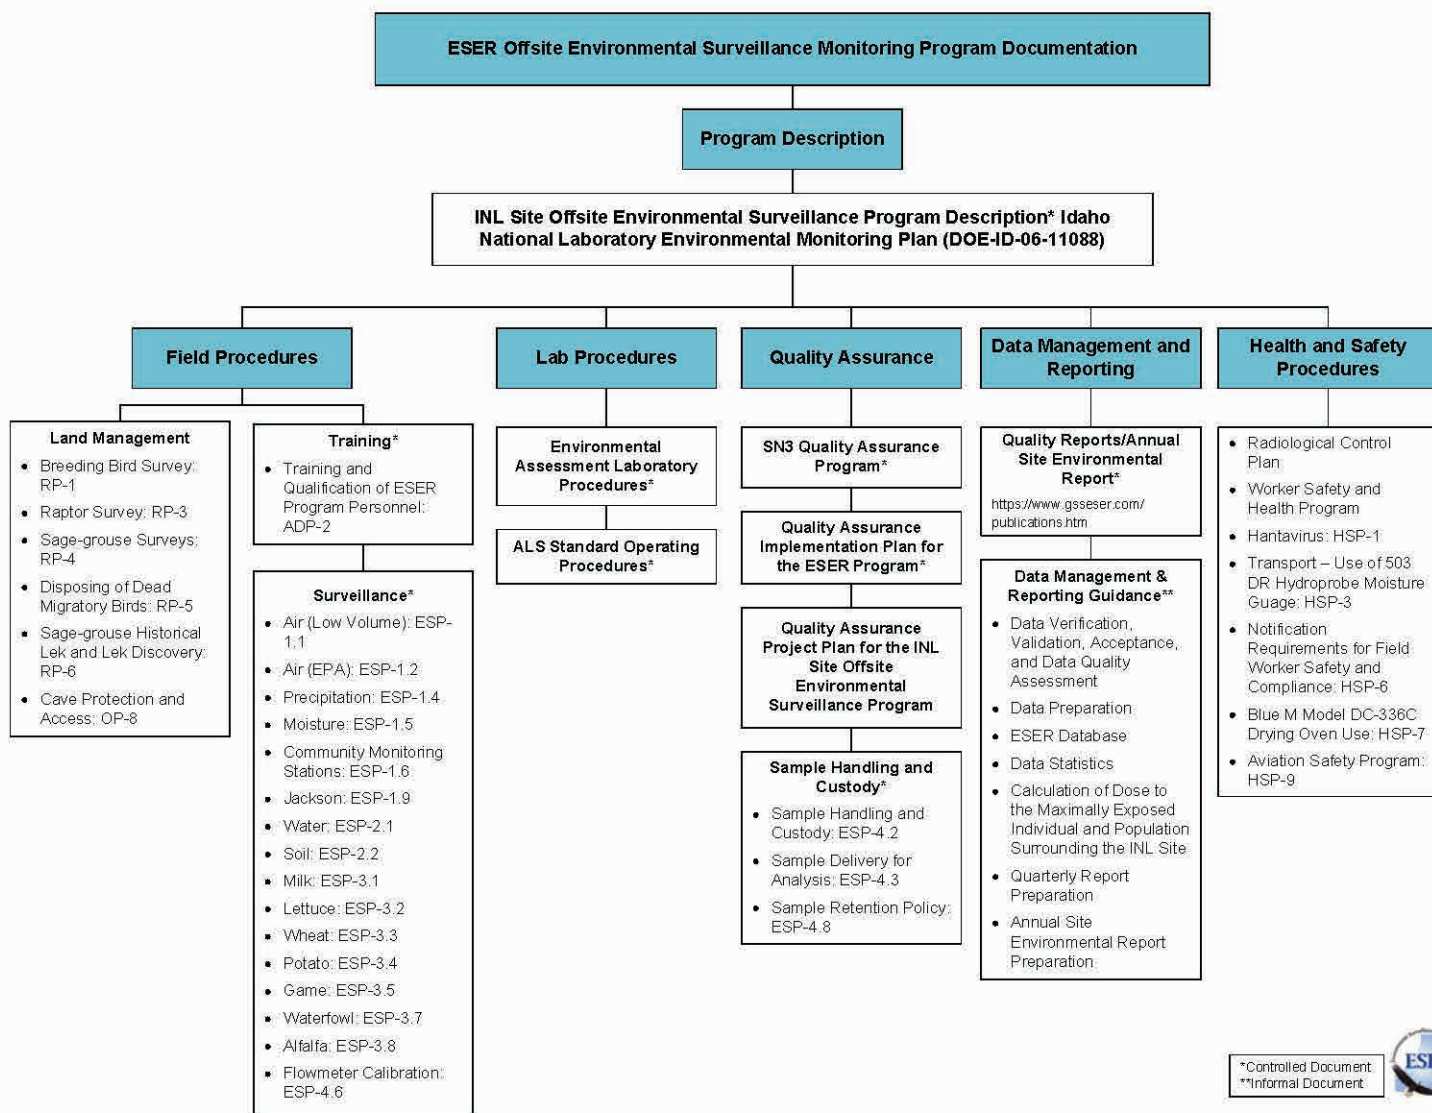 ESER Offsite Environmental Surveillance Monitoring Program Documentation
Program Description
INL Site Offsite Environmental Surveillance Program Description* Idaho
National Laboratory Environmental Monitoring Plan (DOE-ID-06-11088)
Field Procedures
Lab Procedures
Quality Assurance
Data Management and
Reporting
Health and Safety
Procedures
Land Management
• Breeding Bird Survey:
RP-1
• Raptor Survey: RP-3
• Sage-grouse Surveys:
RP-4
• Disposing of Dead
Migratory Birds: RP-5
• Sage-grouse Historical
Lek and Lek Discovery:
RP-6
• Cave Protection and
Access: OP-8
Training*
• Training and
Qualification of ESER
Program Personnel:
ADP-2
Surveillance*
• Air (Low Volume): ESP-
1.1
• Air (EPA): ESP-1.2
• Precipitation: ESP-1.4
• Moisture: ESP-1.5
• Community Monitoring
Stations: ESP-1.6
• Jackson: ESP-1.9
• Water: ESP-2.1
• Soil: ESP-2.2
• Milk: ESP-3.1
• Lettuce: ESP-3.2
• Wheat: ESP-3.3
• Potato: ESP-3.4
• Game: ESP-3.5
• Waterfowl: ESP-3.7
• Alfalfa: ESP-3.8
• Flowmeter Calibration:
ESP-4.6
Environmental
Assessment Laboratory
Procedures*
ALS Standard Operating
Procedures*
SN3 Quality Assurance
Program*
Quality Assurance
Implementation Plan for
the ESER Program*
Quality Assurance
Project Plan for the INL
Site Offsite
Environmental
Surveillance Program
Sample Handling and
Custody*
• Sample Handling and
Custody: ESP-4.2
• Sample Delivery for
Analysis: ESP-4.3
• Sample Retention Policy:
ESP-4.8
Quality Reports/Annual
Site Environmental
Report*
https://www.gsseser.com/
publications.htm
Data Management &
Reporting Guidance**
• Data Verification,
Validation, Acceptance,
and Data Quality
Assessment
• Data Preparation
• ESER Database
• Data Statistics
• Calculation of Dose to
the Maximally Exposed
Individual and Population
Surrounding the INL Site
• Quarterly Report
Preparation
• Annual Site
Environmental Report
Preparation
• Radiological Control
Plan
• Worker Safety and
Health Program
• Hantavirus: HSP-1
• Transport – Use of 503
DR Hydroprobe Moisture
Guage: HSP-3
• Notification
Requirements for Field
Worker Safety and
Compliance: HSP-6
• Blue M Model DC-336C
Drying Oven Use: HSP-7
• Aviation Safety Program:
HSP-9
*Controlled Document
**Informal Document